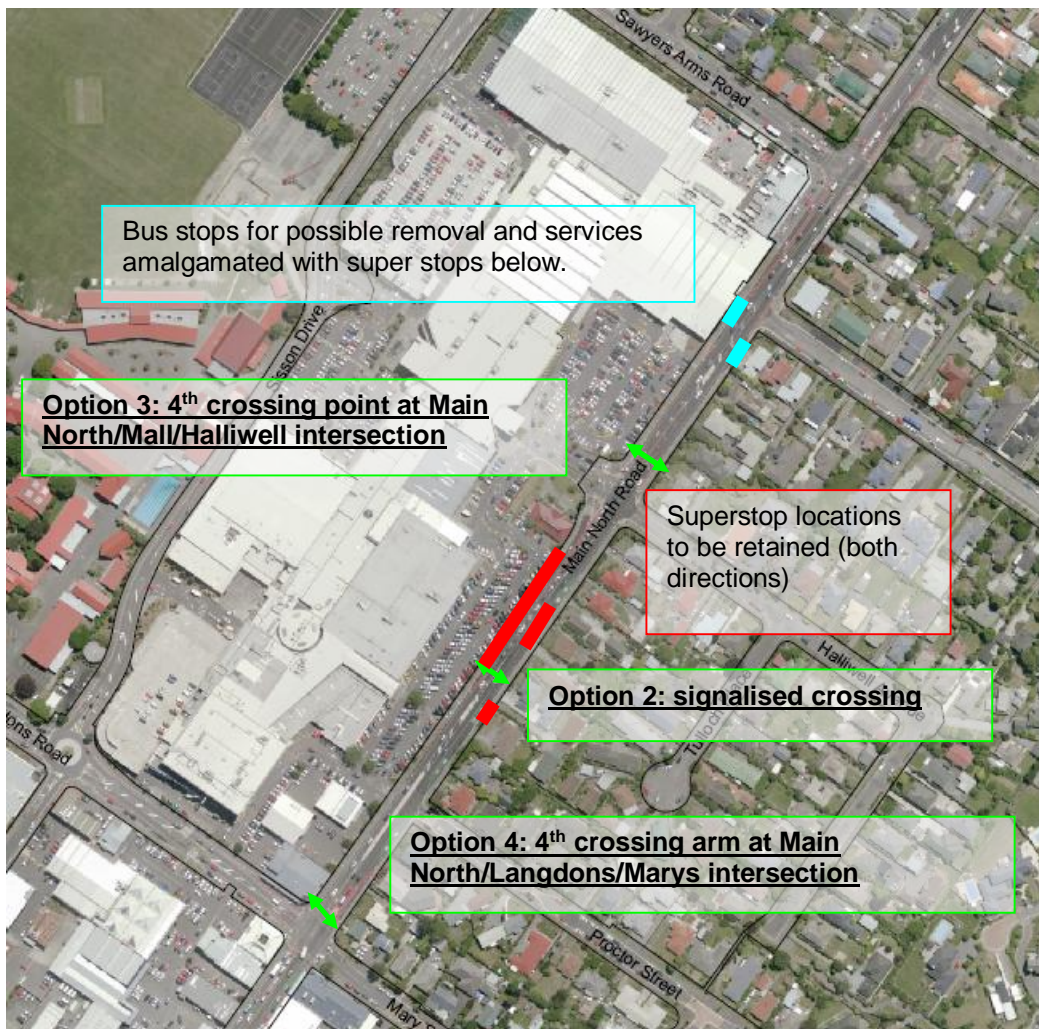 Sawyers Arms Road
Bus stops for possible removal and services
amalgamated with super stops below.
Sisson Drive
Option 3: 4th crossing point at Main
North/Mall/Halliwell intersection
Main North Road
Superstop locations
to be retained (both
directions)
Halliwell
Option 2: signalised crossing
Option 4: 4th crossing arm at Main
North/Langdons/Marys intersection
Proctor Street
Mary